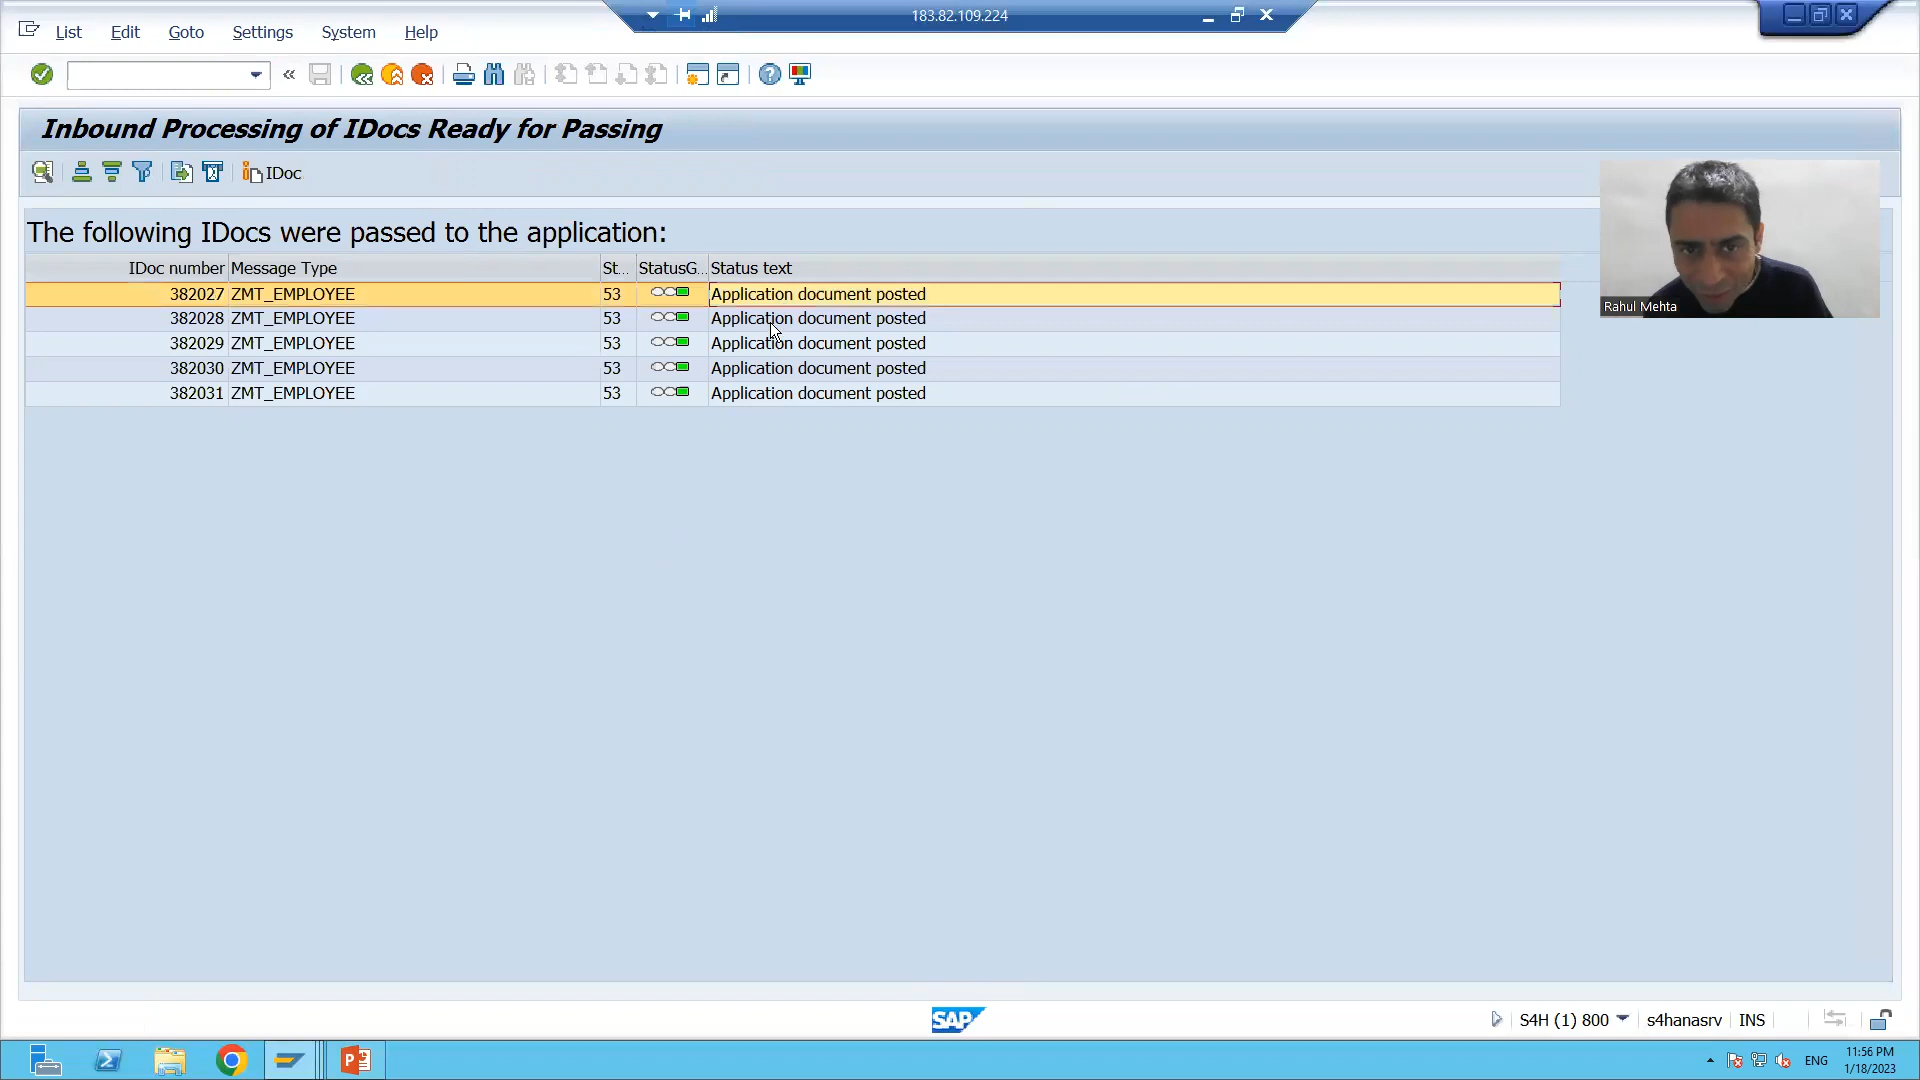 183.82.109.224
List Edit Goto Settings System Help
Inbound Processing of IDocs Ready for Passing
IDoc
The following IDocs were passed to the application:
IDoc number Message Type St... StatusG... Status text
382027 ZMT_EMPLOYEE 53 Application document posted
382028 ZMT_EMPLOYEE 53 Application document posted
382029 ZMT_EMPLOYEE 53 Application document posted
382030 ZMT_EMPLOYEE 53 Application document posted
382031 ZMT_EMPLOYEE 53 Application document posted
Rahul Mehta
SAP
S4H (1) 800 s4hanasrv INS
ENG
11:56 PM
1/18/2023